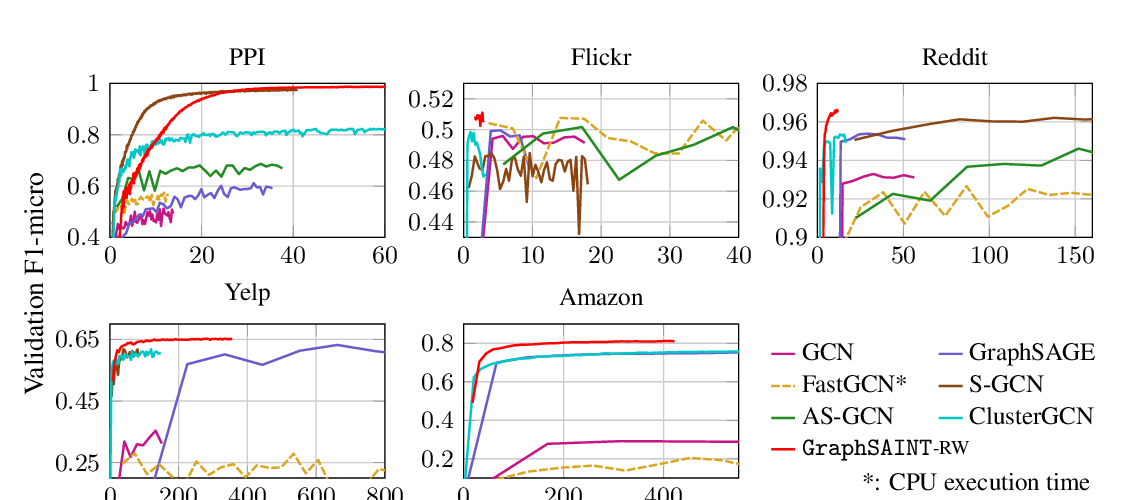 PPI
Flickr
Reddit
1
0.8
0.6
0.4
0 20 40 60
0.52
0.5
0.48
0.46
0.44
0 10 20 30 40
0.98
0.96
0.94
0.92
0.9
0 50 100 150
Validation F1-micro
Yelp
Amazon
0.65
0.45
0.25
0 200 400 600 800
0.8
0.6
0.4
0.2
0 200 400
GCN
GraphSAGE
FastGCN*
S-GCN
AS-GCN
ClusterGCN
GraphSAINT-RW
*: CPU execution time